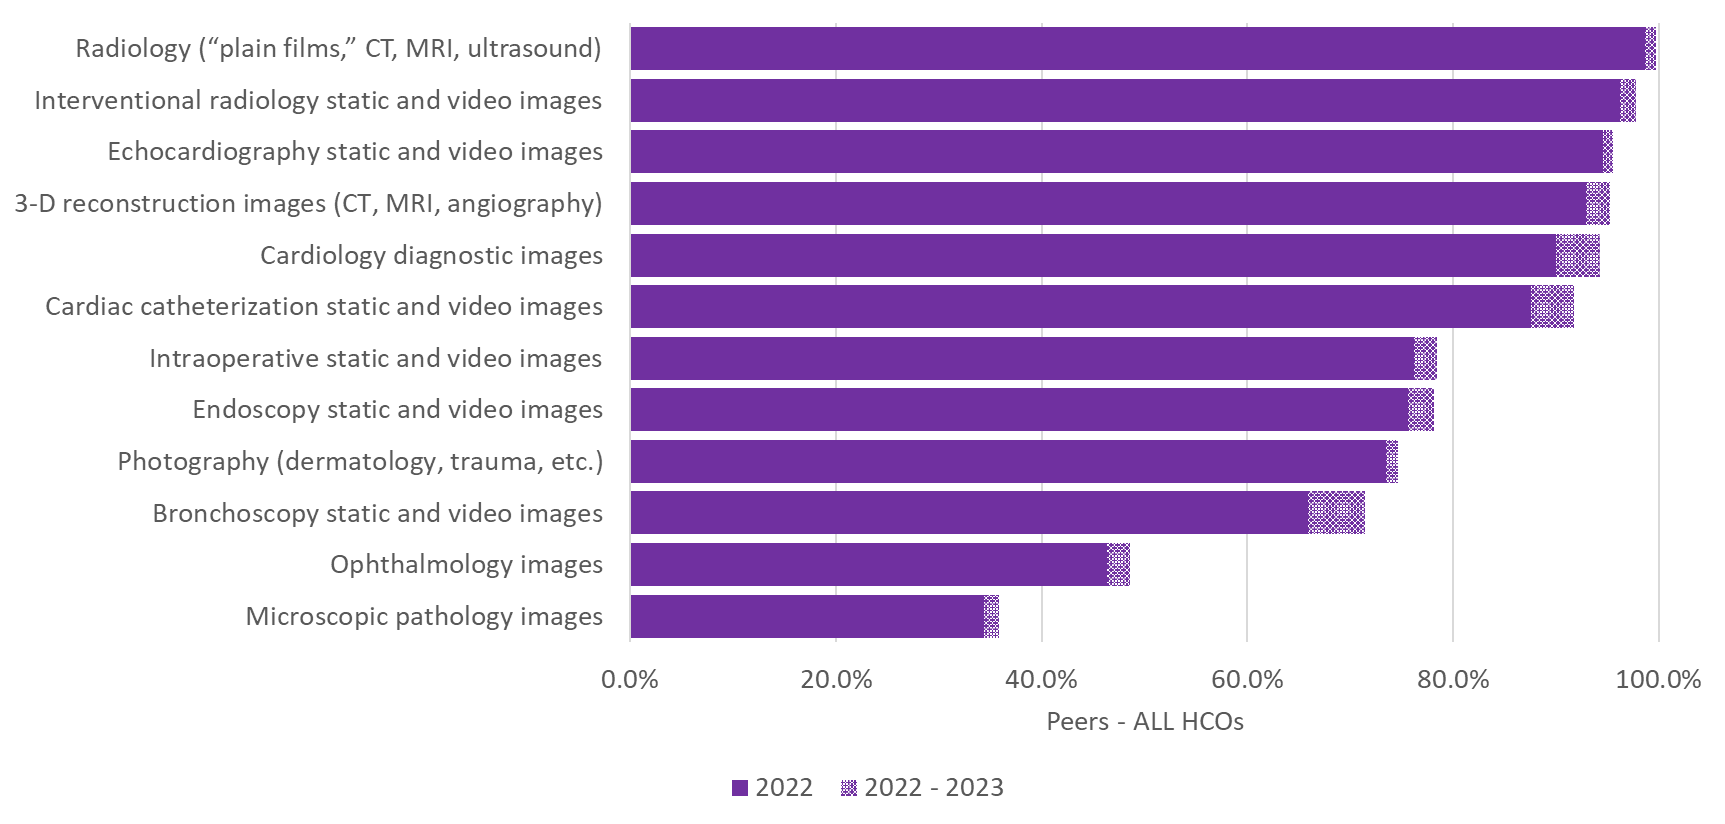 Radiology (“plain films,” CT, MRI, ultrasound)
Interventional radiology static and video images
Echocardiography static and video images
3-D reconstruction images (CT, MRI, angiography)
Cardiology diagnostic images
Cardiac catheterization static and video images
Intraoperative static and video images
Endoscopy static and video images
Photography (dermatology, trauma, etc.)
Bronchoscopy static and video images
Ophthalmology images
Microscopic pathology images
0.0% 20.0% 40.0% 60.0% 80.0% 100.0%
Peers - ALL HCOs
2022 2022 - 2023